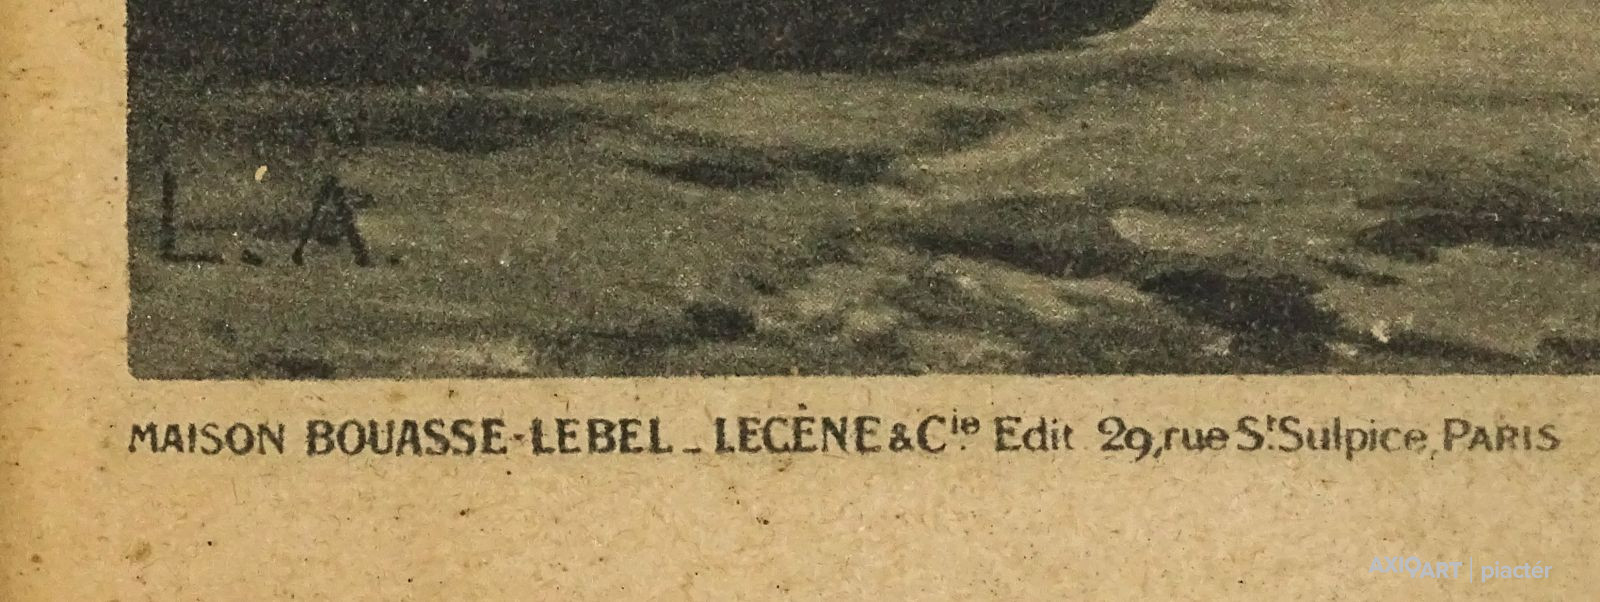 L. A.
MAISON BOUASSE-LEBEL _ LECÈNE & Cie Edit 29, rue St Sulpice, PARIS
AXIOART | piactér